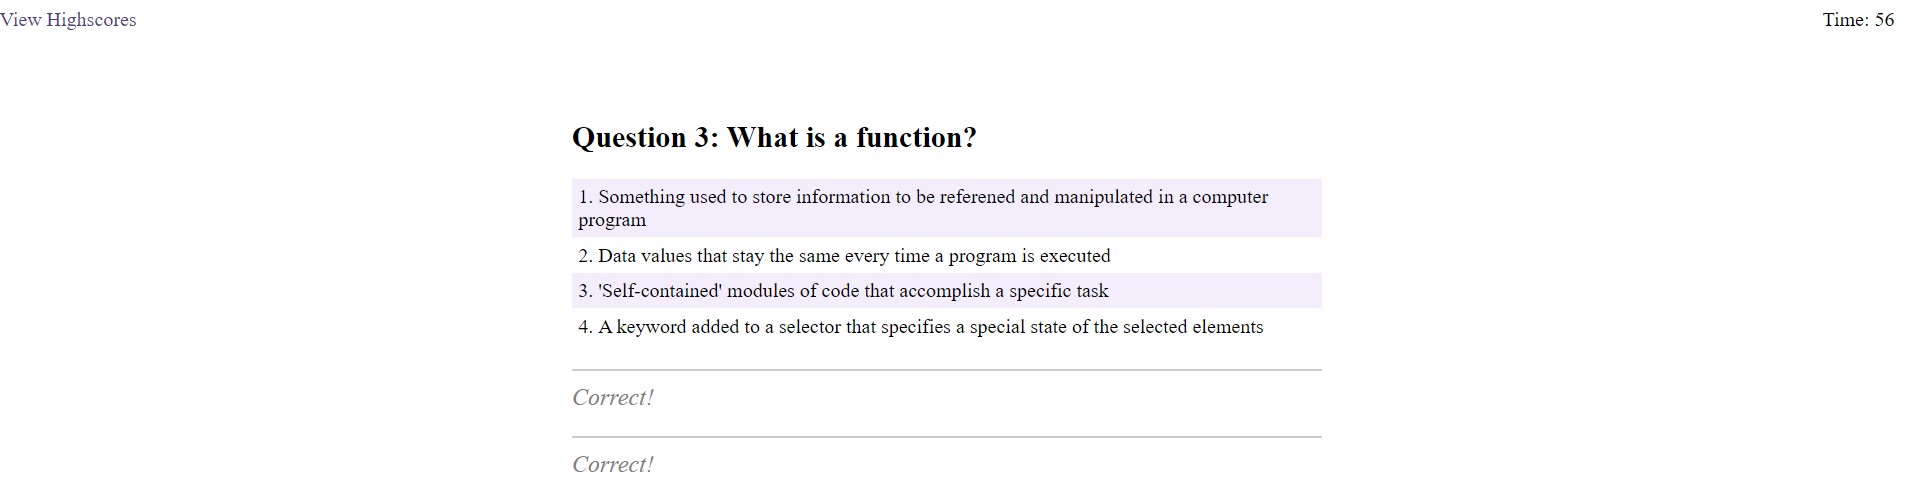 View Highscores
Time: 56
Question 3: What is a function?
1. Something used to store information to be referened and manipulated in a computer
program
2. Data values that stay the same every time a program is executed
3. 'Self-contained' modules of code that accomplish a specific task
4. A keyword added to a selector that specifies a special state of the selected elements
Correct!
Correct!